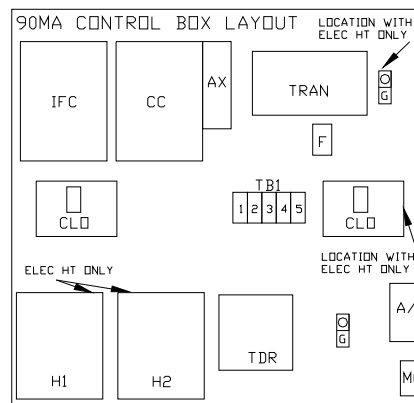 90MA CONTROL BOX LAYOUT
LOCATION WITH
ELEC HT ONLY
IFC
CC
AX
TRAN
G
F
TB1
1 2 3 4 5
CLO
CLO
LOCATION WITH
ELEC HT ONLY
ELEC HT ONLY
H1
H2
TDR
G
A/